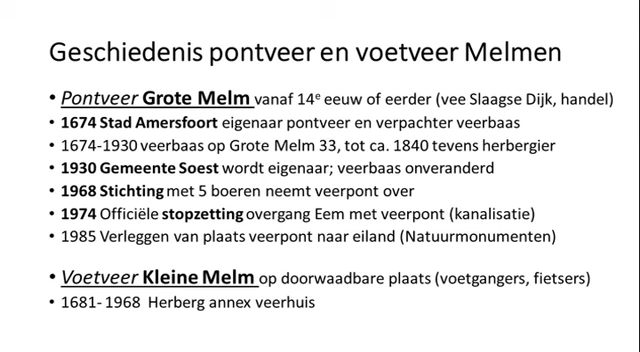 Geschiedenis pontveer en voetveer Melmen
• Pontveer Grote Melm vanaf 14e eeuw of eerder (vee Slaagse Dijk, handel)
• 1674 Stad Amersfoort eigenaar pontveer en verpachter veerbaas
• 1674-1930 veerbaas op Grote Melm 33, tot ca. 1840 tevens herbergier
• 1930 Gemeente Soest wordt eigenaar; veerbaas onveranderd
• 1968 Stichting met 5 boeren neemt veerpont over
• 1974 Officiële stopzetting overgang Eem met veerpont (kanalisatie)
• 1985 Verleggen van plaats veerpont naar eiland (Natuurmonumenten)
• Voetveer Kleine Melm op doorwaadbare plaats (voetgangers, fietsers)
• 1681- 1968 Herberg annex veerhuis